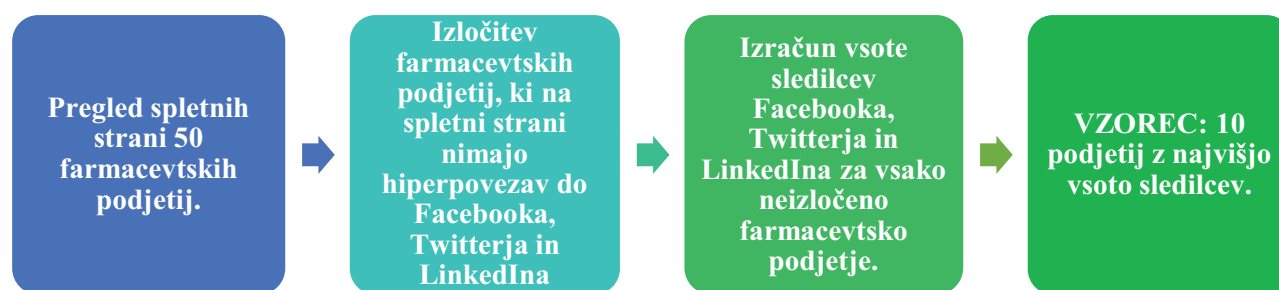 Pregled spletnih
strani 50
farmacevtskih
podjetij.
Izločitev
farmacevtskih
podjetij, ki na
spletni strani
nimajo
hiperpovezav do
Facebooka,
Twitterja in
LinkedIna
Izračun vsote
sledilcev
Facebooka,
Twitterja in
LinkedIna za vsako
neizločeno
farmacevtsko
podjetje.
VZOREC: 10
podjetij z najvišjo
vsoto sledilcev.